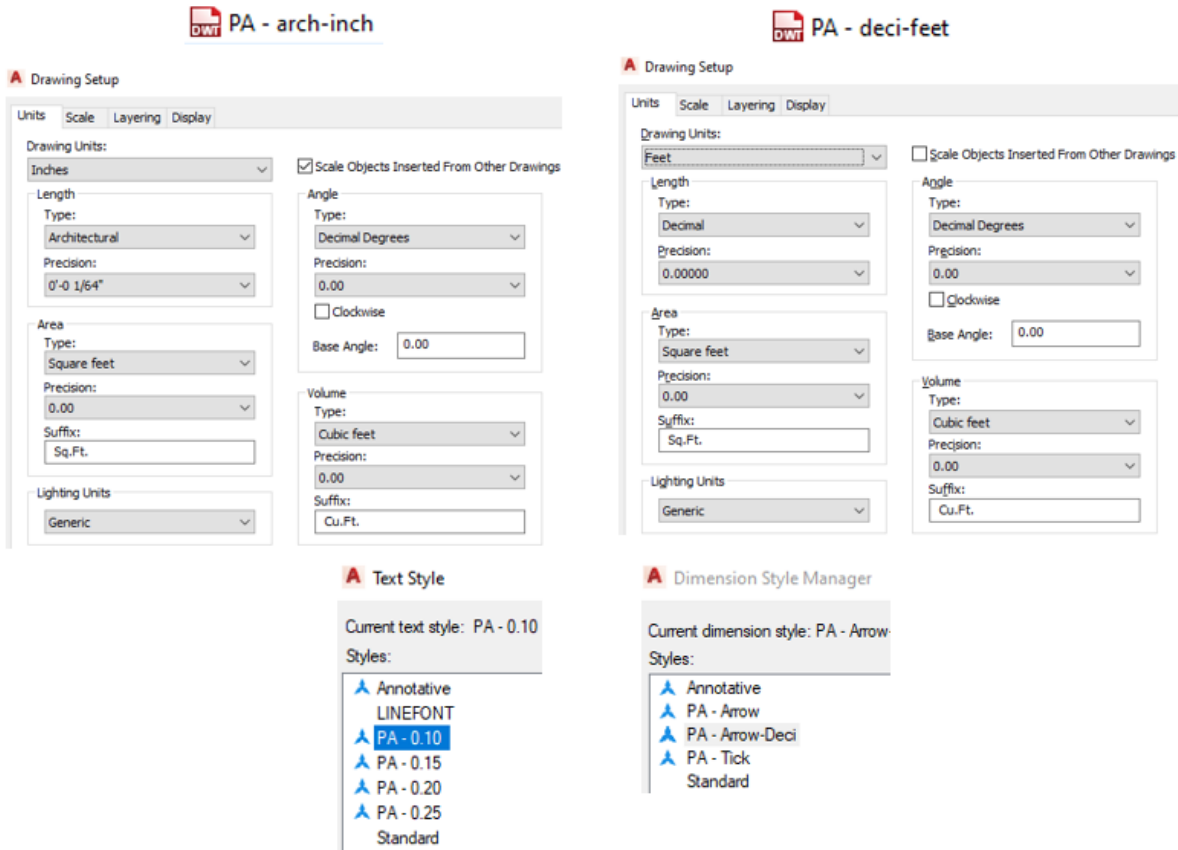 PA - arch-inch
Drawing Setup
Units Scale Layering Display
Drawing Units:
Inches
Scale Objects Inserted From Other Drawings
Length
Type:
Architectural
Precision:
0'-0 1/64"
Angle
Type:
Decimal Degrees
Precision:
0.00
Clockwise
Base Angle: 0.00
Area
Type:
Square feet
Precision:
0.00
Suffix:
Sq.Ft.
Volume
Type:
Cubic feet
Precision:
0.00
Suffix:
Cu.Ft.
Lighting Units
Generic
PA - deci-feet
Drawing Setup
Units Scale Layering Display
Drawing Units:
Feet
Scale Objects Inserted From Other Drawings
Length
Type:
Decimal
Precision:
0.00000
Angle
Type:
Decimal Degrees
Precision:
0.00
Clockwise
Base Angle: 0.00
Area
Type:
Square feet
Precision:
0.00
Suffix:
Sq.Ft.
Volume
Type:
Cubic feet
Precision:
0.00
Suffix:
Cu.Ft.
Lighting Units
Generic
Text Style
Current text style: PA - 0.10
Styles:
Annotative
LINEFONT
PA - 0.10
PA - 0.15
PA - 0.20
PA - 0.25
Standard
Dimension Style Manager
Current dimension style: PA - Arrow-
Styles:
Annotative
PA - Arrow
PA - Arrow-Deci
PA - Tick
Standard